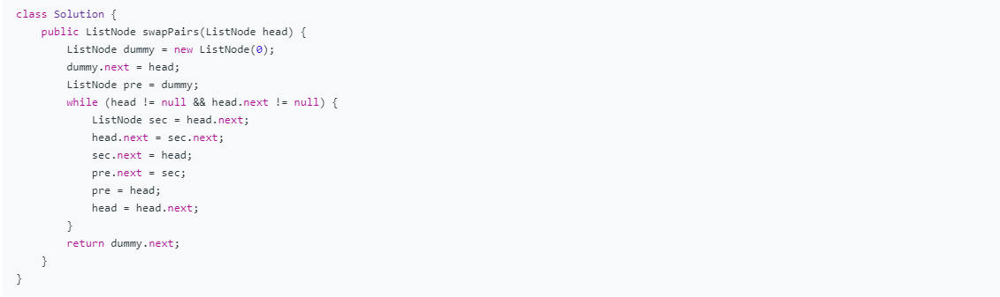 class Solution {
    public ListNode swapPairs(ListNode head) {
        ListNode dummy = new ListNode(0);
        dummy.next = head;
        ListNode pre = dummy;
        while (head != null && head.next != null) {
            ListNode sec = head.next;
            head.next = sec.next;
            sec.next = head;
            pre.next = sec;
            pre = head;
            head = head.next;
        }
        return dummy.next;
    }
}